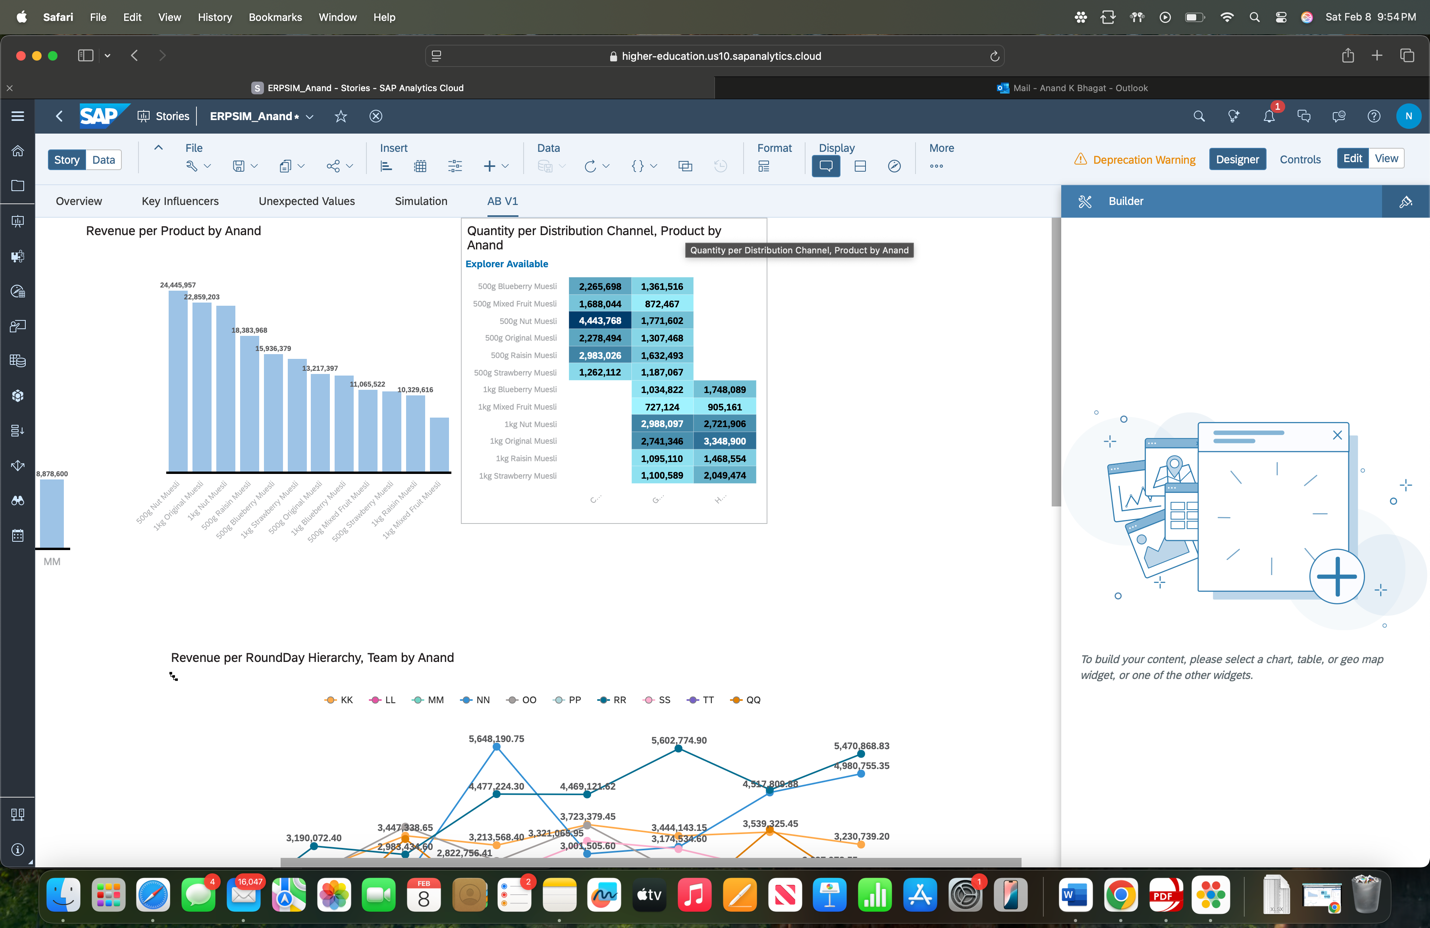 Safari File Edit View History Bookmarks Window Help Sat Feb 8 9:54 PM
higher-education.us10.sapanalytics.cloud
S ERPSIM_Anand - Stories - SAP Analytics Cloud
Mail - Anand K Bhagat - Outlook
SAP Stories ERPSIM_Anand* 1 N
Story Data
File Insert Data Format Display More
Deprecation Warning Designer Controls Edit View
Overview Key Influencers Unexpected Values Simulation AB V1
Builder
Revenue per Product by Anand
24,445,957
22,859,203
18,383,968
15,936,379
13,217,397
11,065,522
10,329,616
500g Nut Muesli
1kg Original Muesli
1kg Nut Muesli
500g Raisin Muesli
500g Blueberry Muesli
1kg Strawberry Muesli
500g Original Muesli
1kg Blueberry Muesli
500g Mixed Fruit Muesli
500g Strawberry Muesli
1kg Raisin Muesli
1kg Mixed Fruit Muesli
8,878,600
MM
Quantity per Distribution Channel, Product by
Anand
Quantity per Distribution Channel, Product by Anand
Explorer Available
500g Blueberry Muesli 2,265,698 1,361,516
500g Mixed Fruit Muesli 1,688,044 872,467
500g Nut Muesli 4,443,768 1,771,602
500g Original Muesli 2,278,494 1,307,468
500g Raisin Muesli 2,983,026 1,632,493
500g Strawberry Muesli 1,262,112 1,187,067
1kg Blueberry Muesli 1,034,822 1,748,089
1kg Mixed Fruit Muesli 727,124 905,161
1kg Nut Muesli 2,988,097 2,721,906
1kg Original Muesli 2,741,346 3,348,900
1kg Raisin Muesli 1,095,110 1,468,554
1kg Strawberry Muesli 1,100,589 2,049,474
C... G... H...
To build your content, please select a chart, table, or geo map
widget, or one of the other widgets.
Revenue per RoundDay Hierarchy, Team by Anand
KK LL MM NN OO PP RR SS TT QQ
5,648,190.75
5,602,774.90
5,470,868.83
4,980,755.35
4,477,224.30
4,469,121.62
4,517,809.88
3,723,379.45
3,447,338.65
3,444,143.15
3,539,325.45
3,190,072.40
3,213,568.40
3,321,065.95
3,174,534.60
3,230,739.20
2,983,434.60
2,822,756.41
3,001,505.60
4
16,047
FEB
8
2
tv
1
W
PDF
XLSX